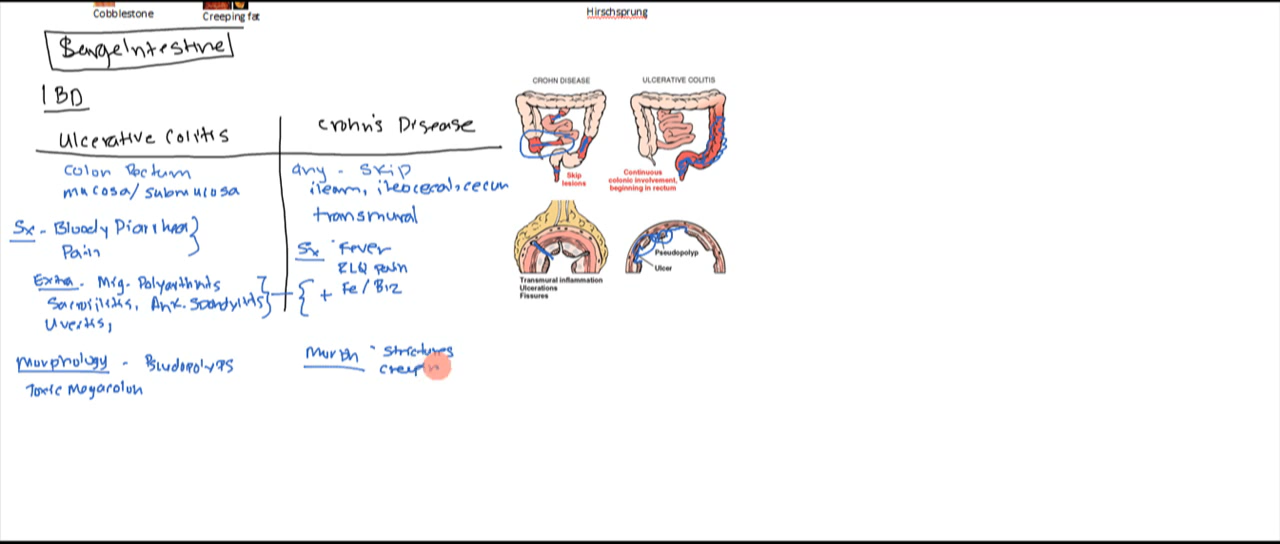 Cobblestone
Creeping fat
Hirschsprung
Large Intestine
IBD
Ulcerative Colitis
Crohn's Disease
Colon Rectum
mucosa/submucosa
Sx - Bloody Diarrhea
Pain
Extra - Mig. Polyarthritis
Sacroiliitis, Ank. Spondylitis
Uveitis,
Morphology - Pseudopolyps
Toxic Megacolon
any - Skip
ileum, ileocecal, cecum
transmural
Sx Fever
RLQ Pain
+ Fe/B12
Morph strictures
creep
CROHN DISEASE
ULCERATIVE COLITIS
Skip
lesions
Continuous
colonic involvement,
beginning in rectum
Transmural inflammation
Ulcerations
Fissures
Pseudopolyp
Ulcer